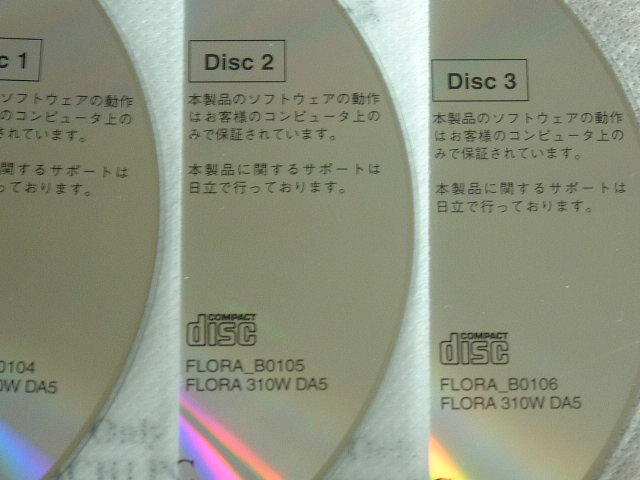 c 1
ソフトウェアの動作
のコンピュータ上の
されています。
関するサポートは
っております。
0104
0W DA5
Disc 2
本製品のソフトウェアの動作
はお客様のコンピュータ上の
みで保証されています。
本製品に関するサポートは
日立で行っております。
COMPACT
disc
FLORA_B0105
FLORA 310W DA5
Disc 3
本製品のソフトウェアの動作
はお客様のコンピュータ上の
みで保証されています。
本製品に関するサポートは
日立で行っております。
COMPACT
disc
FLORA_B0106
FLORA 310W DA5
Only